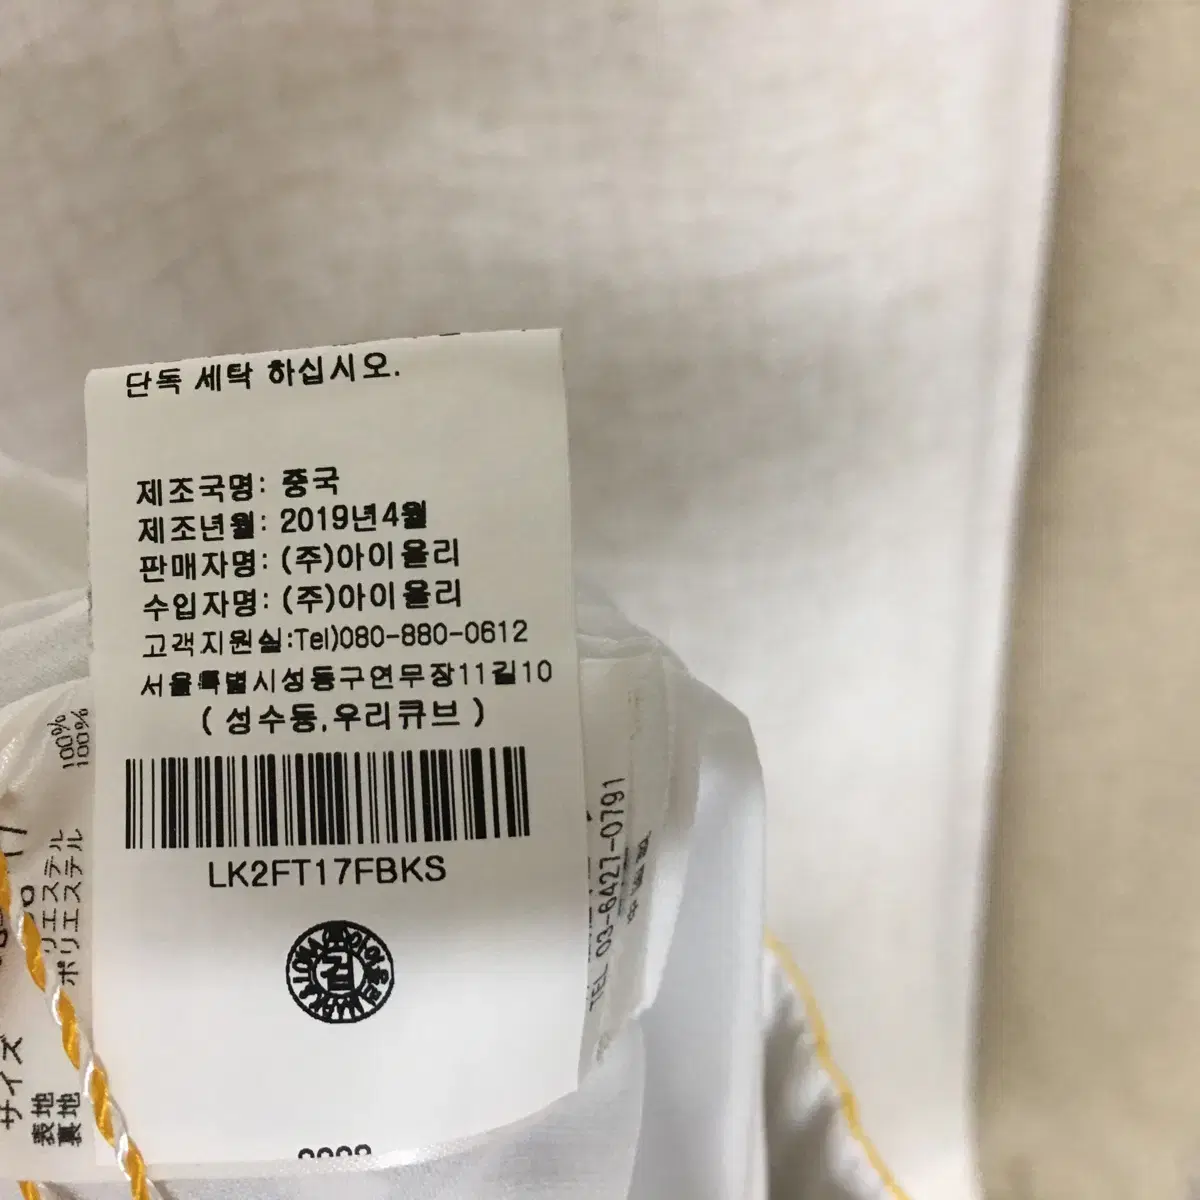 단독 세탁 하십시오.
제조국명: 중국
제조년월: 2019년4월
판매자명: (주)아이올리
수입자명: (주)아이올리
고객지원실:Tel)080-880-0612
서울특별시성동구연무장11길10
( 성수동,우리큐브 )
LK2FT17FBKS
サイズ
表地 ポリエステル 100%
裏地 ポリエステル 100%
TEL 03-6427-0791